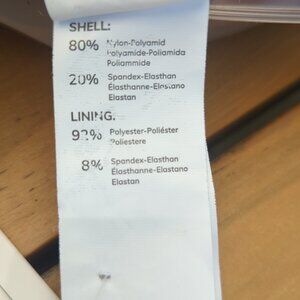 SHELL:
80% Nylon-Polyamid
Polyamide-Poliamida
Poliammide
20% Spandex-Elasthan
Élasthanne-Elastano
Elastan
LINING:
92% Polyester-Poliéster
Poliestere
8% Spandex-Elasthan
Élasthanne-Elastano
Elastan